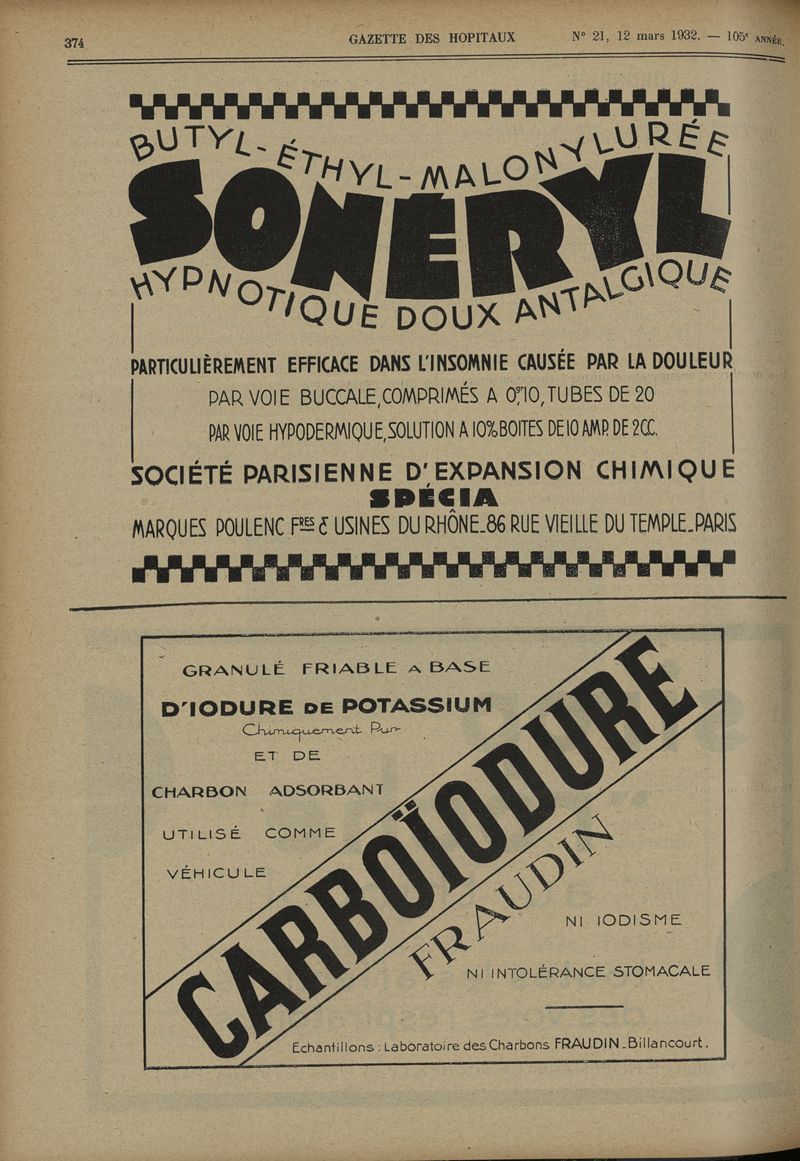 374
GAZETTE DES HOPITAUX
N° 21, 12 mars 1932. — 105e ANNÉE.
BUTYL-ÉTHYL-MALONYLURÉE
SONÉRYL
HYPNOTIQUE DOUX ANTALGIQUE
PARTICULIÈREMENT EFFICACE DANS L'INSOMNIE CAUSÉE PAR LA DOULEUR
PAR VOIE BUCCALE, COMPRIMÉS A 0gr10, TUBES DE 20
PAR VOIE HYPODERMIQUE, SOLUTION A 10% BOITES DE 10 AMP. DE 2CC.
SOCIÉTÉ PARISIENNE D'EXPANSION CHIMIQUE
SPÉCIA
MARQUES POULENC FRES & USINES DU RHÔNE_86 RUE VIEILLE DU TEMPLE_PARIS
GRANULÉ FRIABLE A BASE
D'IODURE DE POTASSIUM
Chimiquement Pur
ET DE
CHARBON ADSORBANT
UTILISÉ COMME
VÉHICULE
CARBOÏODURE
FRAUDIN
NI IODISME
NI INTOLÉRANCE STOMACALE
Echantillons : Laboratoire des Charbons FRAUDIN_Billancourt.